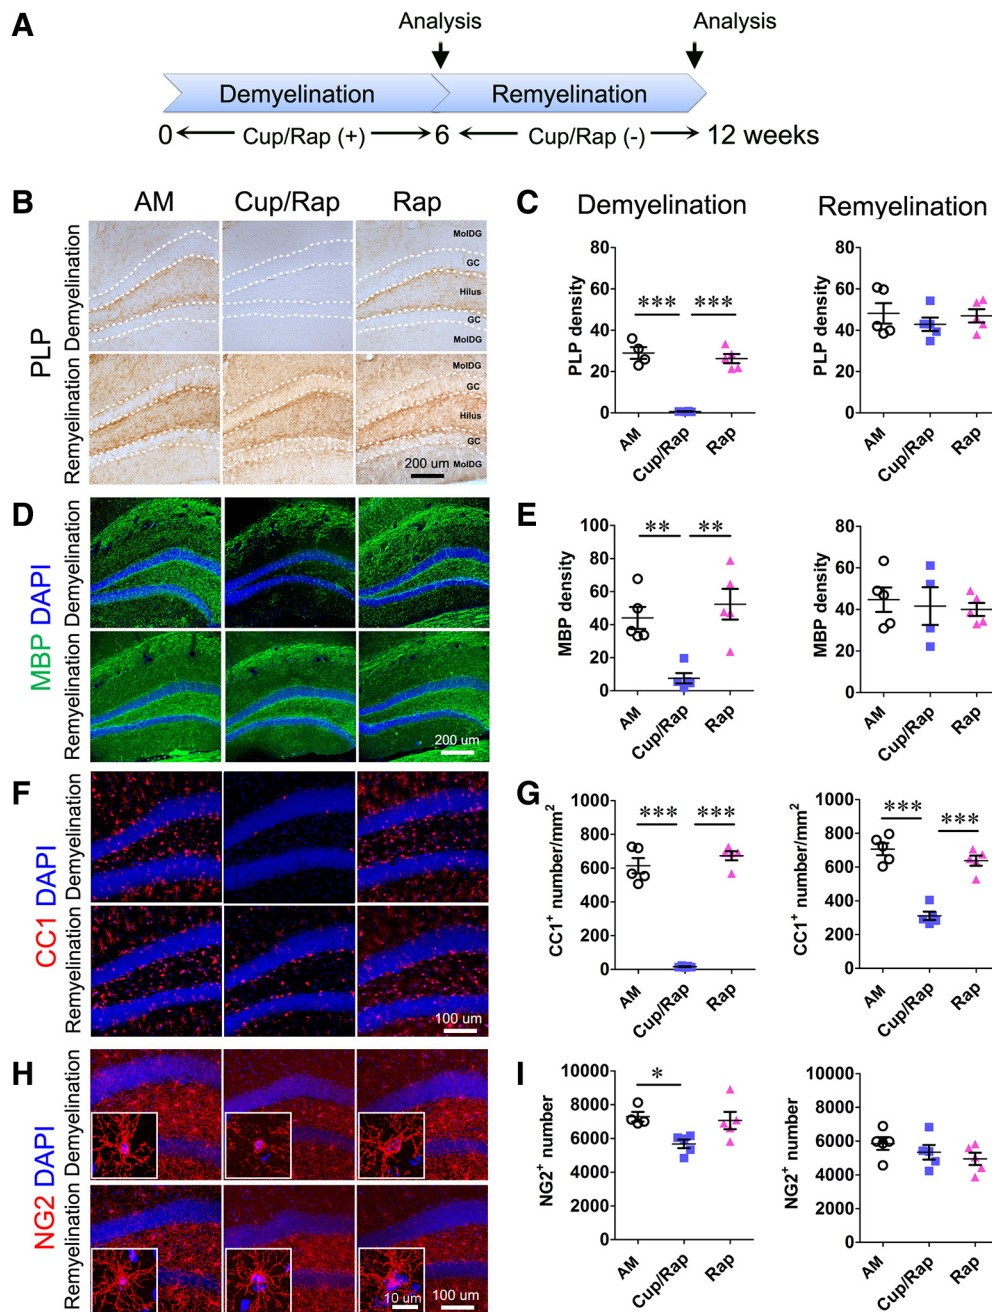 A
Analysis
Analysis
Demyelination
Remyelination
0
Cup/Rap (+)
6
Cup/Rap (-)
12 weeks
B
AM
Cup/Rap
Rap
PLP
Demyelination
Remyelination
MolDG
GC
Hilus
GC
MolDG
MolDG
GC
Hilus
GC
MolDG
200 um
C
Demyelination
Remyelination
PLP density
80
60
40
20
0
*** ***
AM
Cup/Rap
Rap
PLP density
80
60
40
20
0
AM
Cup/Rap
Rap
D
MBP DAPI
Demyelination
Remyelination
200 um
E
MBP density
100
80
60
40
20
0
** **
AM
Cup/Rap
Rap
MBP density
80
60
40
20
0
AM
Cup/Rap
Rap
F
CC1 DAPI
Demyelination
Remyelination
100 um
G
CC1+ number/mm2
1000
800
600
400
200
0
*** ***
AM
Cup/Rap
Rap
CC1+ number/mm2
1000
800
600
400
200
0
*** ***
AM
Cup/Rap
Rap
H
NG2 DAPI
Demyelination
Remyelination
10 um
100 um
I
NG2+ number
10000
8000
6000
4000
2000
0
*
AM
Cup/Rap
Rap
NG2+ number
10000
8000
6000
4000
2000
0
AM
Cup/Rap
Rap